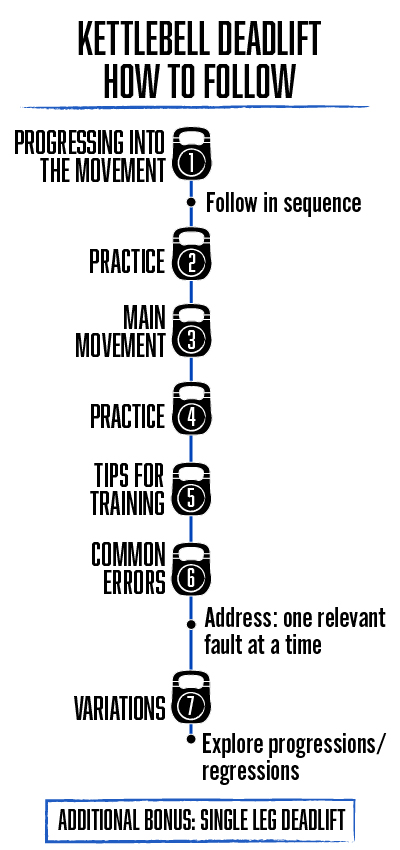 KETTLEBELL DEADLIFT
HOW TO FOLLOW
PROGRESSING INTO
THE MOVEMENT
1
Follow in sequence
PRACTICE
2
MAIN
MOVEMENT
3
PRACTICE
4
TIPS FOR
TRAINING
5
COMMON
ERRORS
6
Address: one relevant
fault at a time
VARIATIONS
7
Explore progressions/
regressions
ADDITIONAL BONUS: SINGLE LEG DEADLIFT